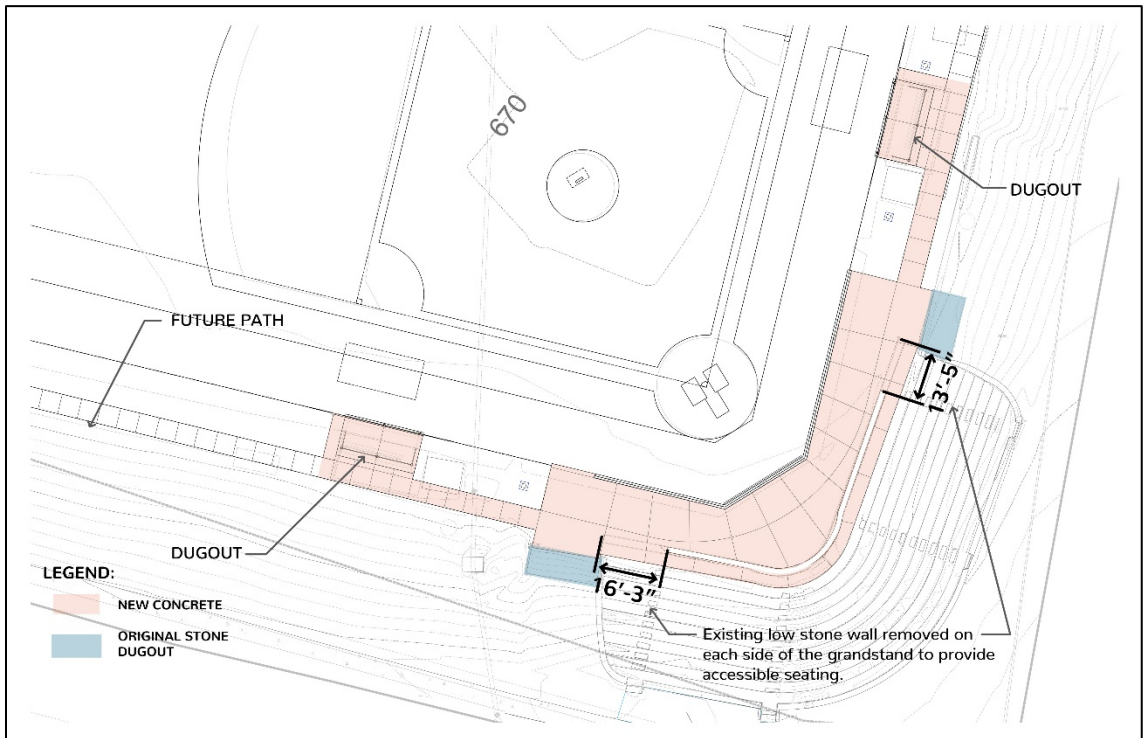 670
DUGOUT
FUTURE PATH
13’-5”
DUGOUT
16’-3”
LEGEND:
NEW CONCRETE
ORIGINAL STONE
DUGOUT
Existing low stone wall removed on
each side of the grandstand to provide
accessible seating.